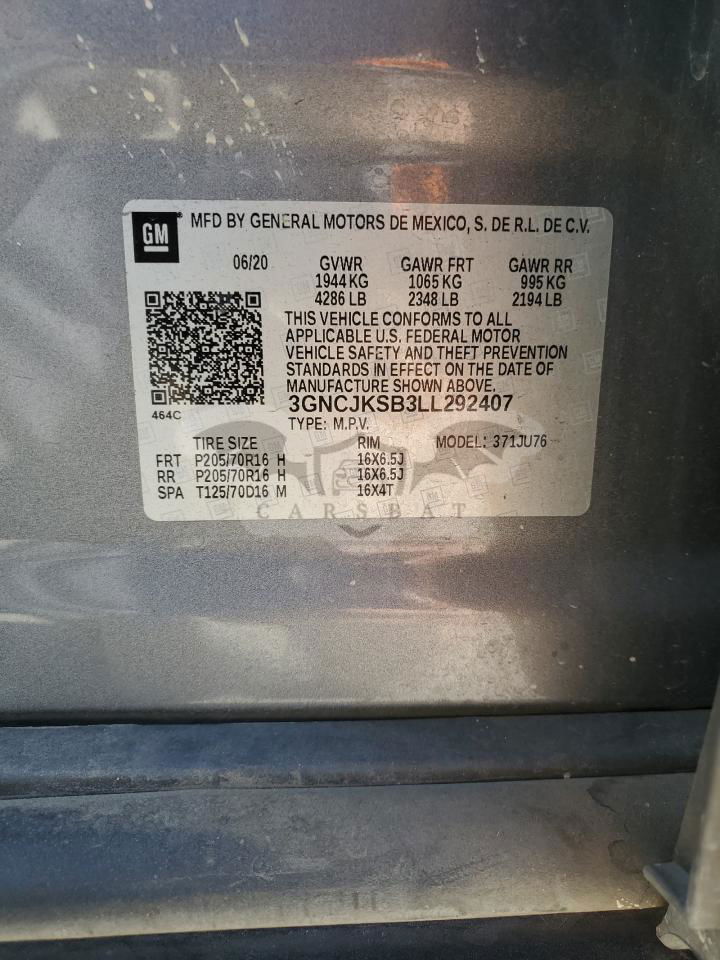 GM
MFD BY GENERAL MOTORS DE MEXICO, S. DE R.L. DE C.V.
06/20 GVWR GAWR FRT GAWR RR
1944 KG 1065 KG 995 KG
4286 LB 2348 LB 2194 LB
THIS VEHICLE CONFORMS TO ALL
APPLICABLE U.S. FEDERAL MOTOR
VEHICLE SAFETY AND THEFT PREVENTION
STANDARDS IN EFFECT ON THE DATE OF
MANUFACTURE SHOWN ABOVE.
464C
3GNCJKSB3LL292407
TYPE: M.P.V.
TIRE SIZE RIM MODEL: 371JU76
FRT P205/70R16 H 16X6.5J
RR P205/70R16 H 16X6.5J
SPA T125/70D16 M 16X4T
CARSBAT